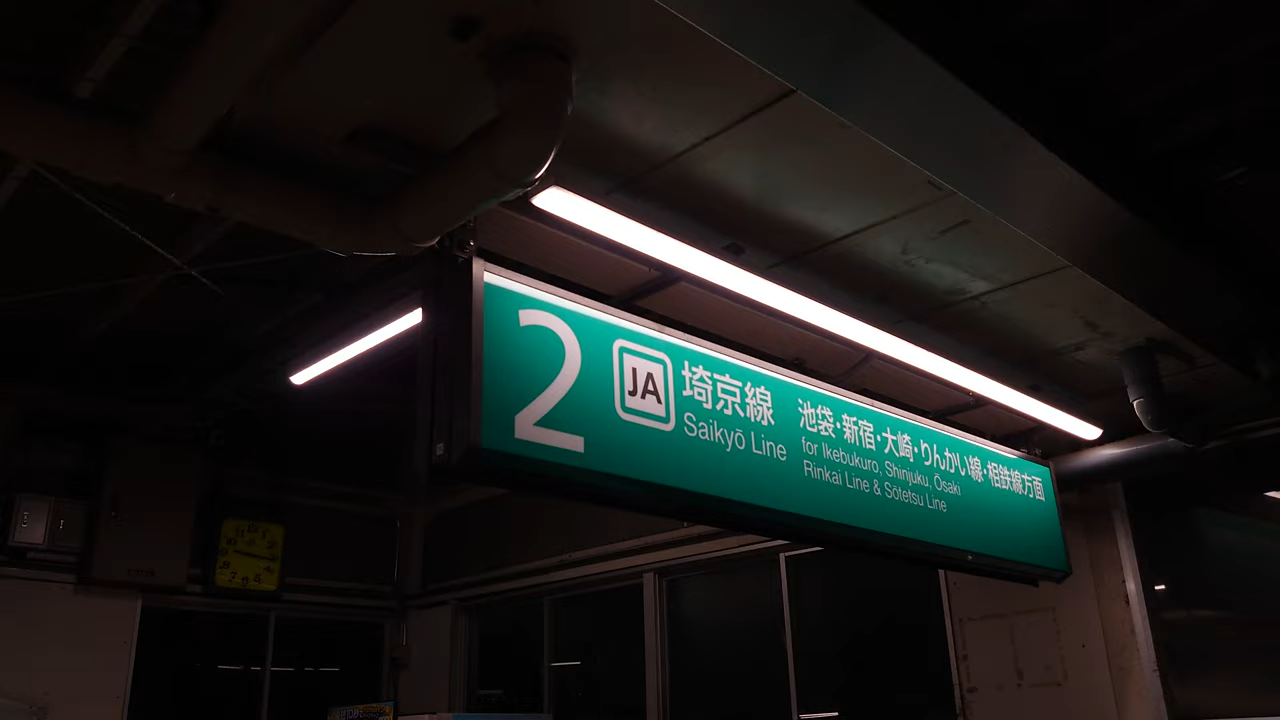 2
JA
埼京線
Saikyō Line
池袋・新宿・大崎・りんかい線・相鉄線方面
for Ikebukuro, Shinjuku, Ōsaki
Rinkai Line & Sōtetsu Line